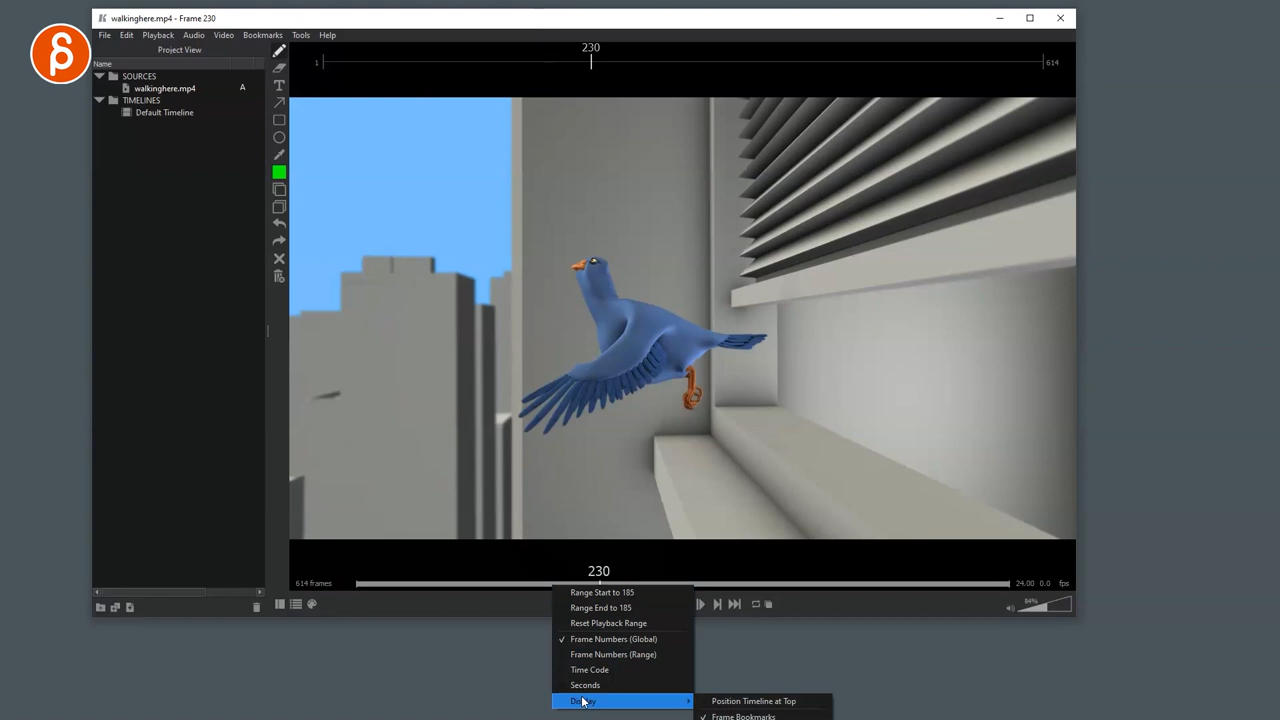 walkinghere.mp4 - Frame 230
File Edit Playback Audio Video Bookmarks Tools Help
Project View
Name
SOURCES
walkinghere.mp4 A
TIMELINES
Default Timeline
230
1 614
230
614 frames 24.00 0.0 fps
84%
Range Start to 185
Range End to 185
Reset Playback Range
✓ Frame Numbers (Global)
Frame Numbers (Range)
Time Code
Seconds
Display
Position Timeline at Top
✓ Frame Bookmarks